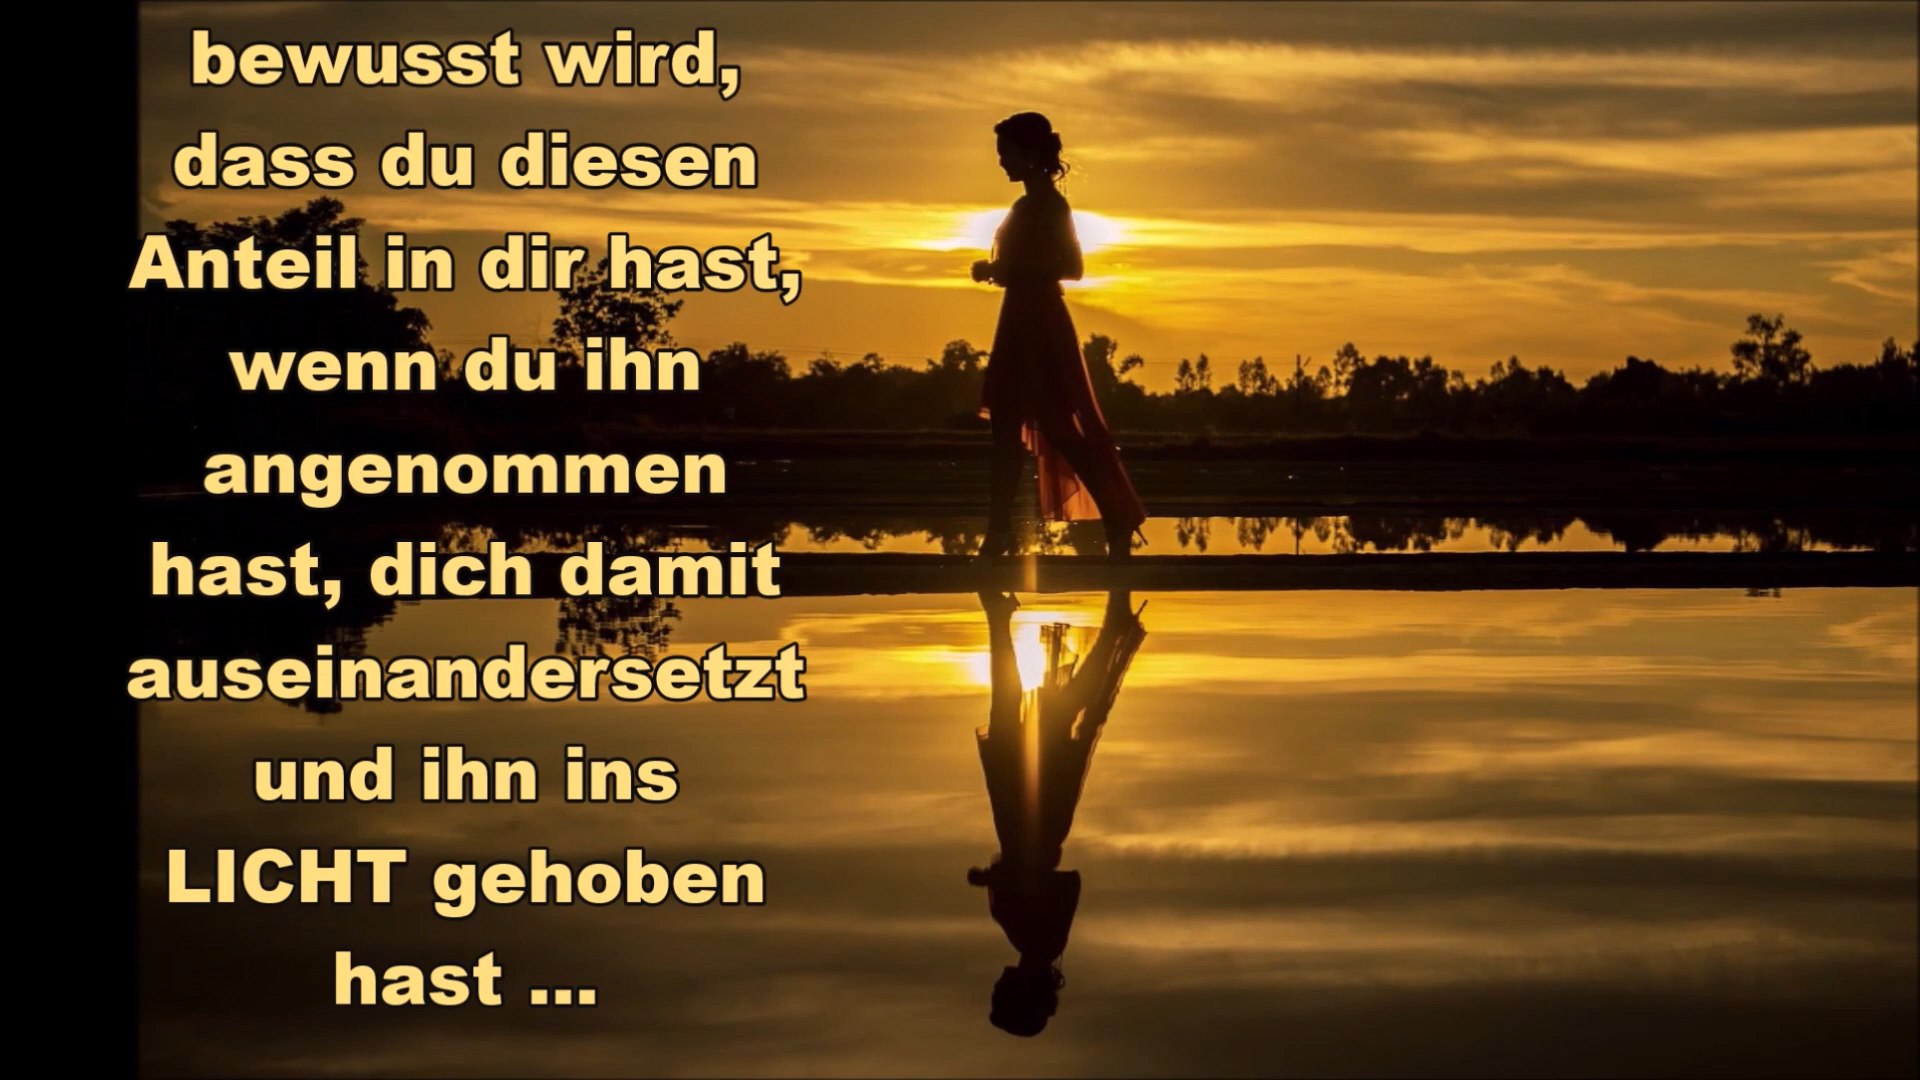 bewusst wird,
dass du diesen
Anteil in dir hast,
wenn du ihn
angenommen
hast, dich damit
auseinandersetzt
und ihn ins
LICHT gehoben
hast ...